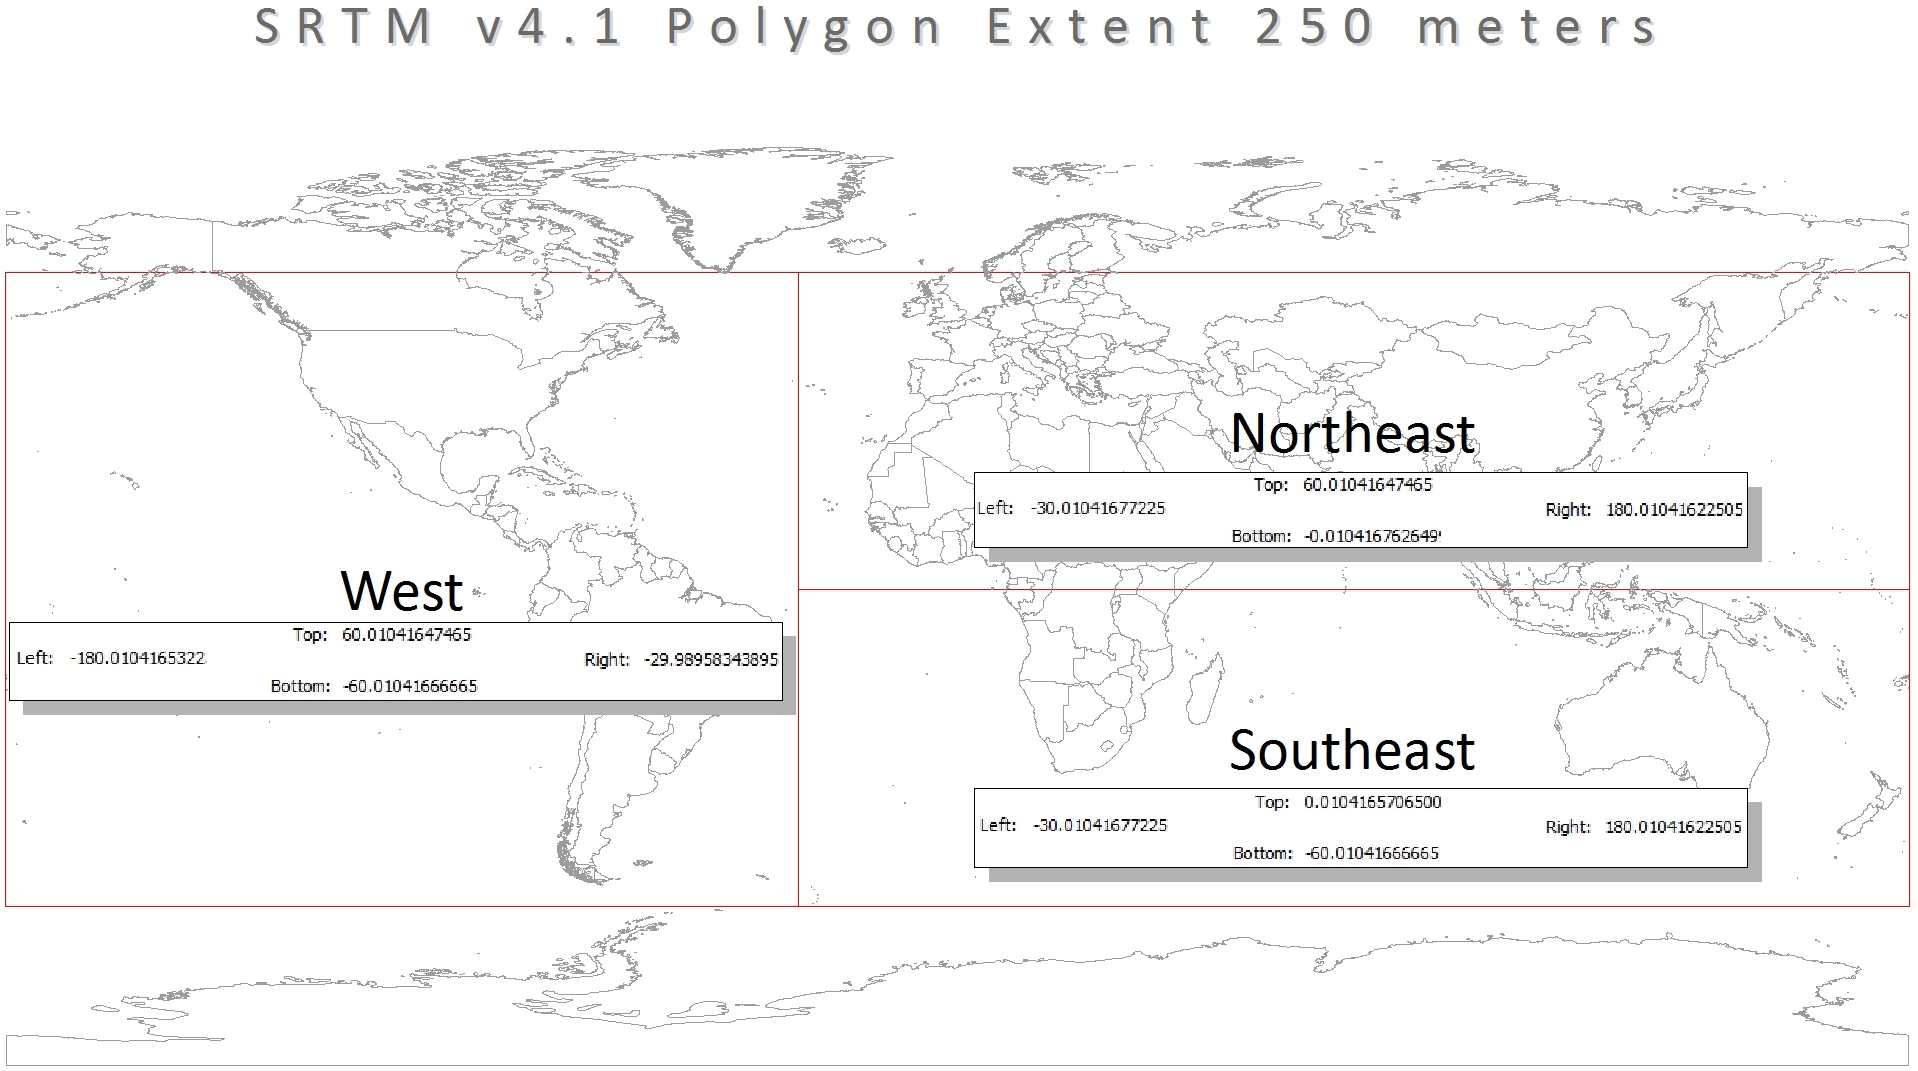 SRTM v4.1 Polygon Extent 250 meters
Northeast
Top: 60.01041647465
Left: -30.01041677225
Right: 180.01041622505
Bottom: -0.010416762649
West
Top: 60.01041647465
Left: -180.0104165322
Right: -29.98958343895
Bottom: -60.01041666665
Southeast
Top: 0.0104165706500
Left: -30.01041677225
Right: 180.01041622505
Bottom: -60.01041666665